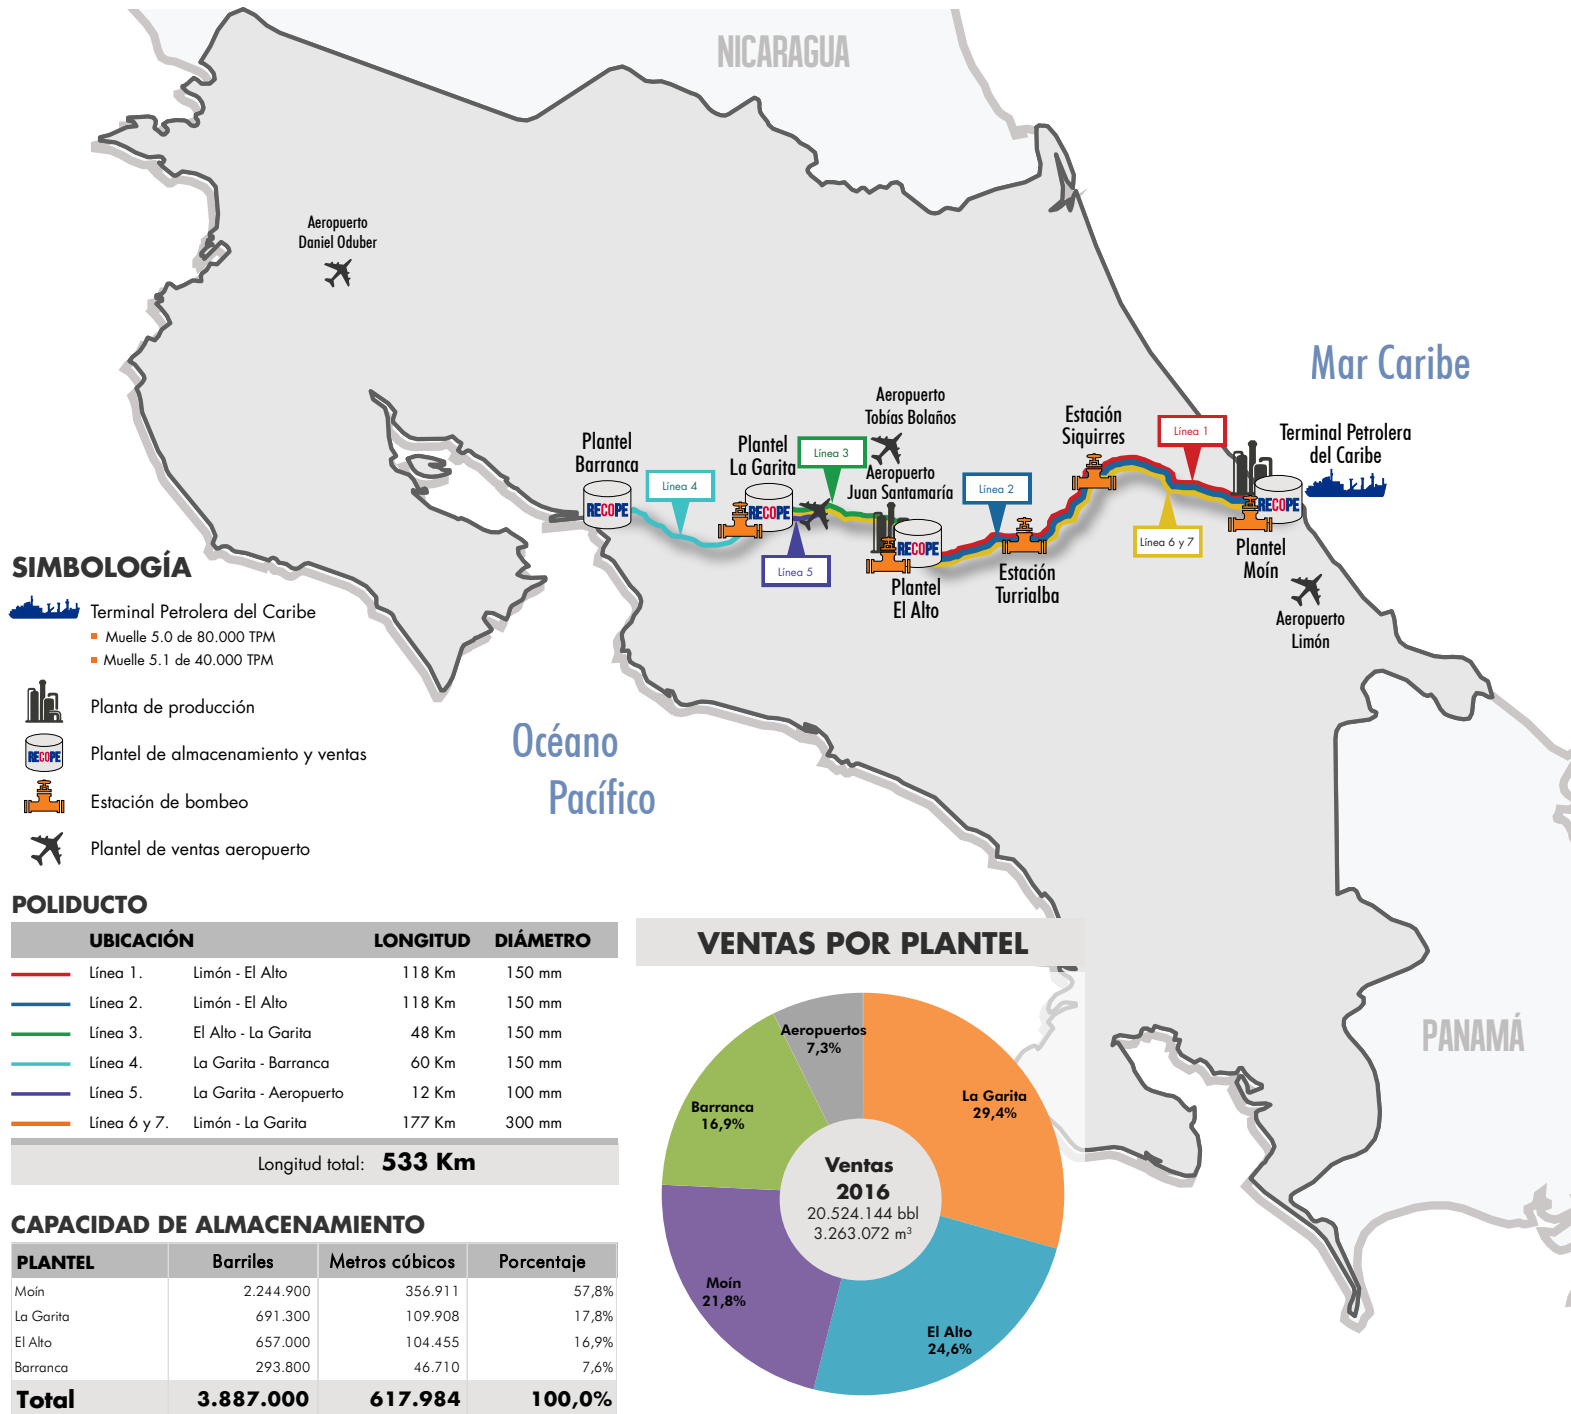 NICARAGUA
Aeropuerto
Daniel Oduber
Mar Caribe
Aeropuerto
Tobías Bolaños
Estación
Siquirres
Línea 1
Terminal Petrolera
del Caribe
Plantel
Barranca
Plantel
La Garita
Línea 3
Aeropuerto
Juan Santamaría
Línea 4
Línea 2
RECOPE
RECOPE
RECOPE
RECOPE
Línea 5
Línea 6 y 7
Plantel
El Alto
Estación
Turrialba
Plantel
Moín
Aeropuerto
Limón
SIMBOLOGÍA
Terminal Petrolera del Caribe
Muelle 5.0 de 80.000 TPM
Muelle 5.1 de 40.000 TPM
Planta de producción
RECOPE
Plantel de almacenamiento y ventas
Estación de bombeo
Plantel de ventas aeropuerto
Océano
Pacífico
PANAMÁ
POLIDUCTO
UBICACIÓN LONGITUD DIÁMETRO
Línea 1. Limón - El Alto 118 Km 150 mm
Línea 2. Limón - El Alto 118 Km 150 mm
Línea 3. El Alto - La Garita 48 Km 150 mm
Línea 4. La Garita - Barranca 60 Km 150 mm
Línea 5. La Garita - Aeropuerto 12 Km 100 mm
Línea 6 y 7. Limón - La Garita 177 Km 300 mm
Longitud total: 533 Km
CAPACIDAD DE ALMACENAMIENTO
PLANTEL Barriles Metros cúbicos Porcentaje
Moín 2.244.900 356.911 57,8%
La Garita 691.300 109.908 17,8%
El Alto 657.000 104.455 16,9%
Barranca 293.800 46.710 7,6%
Total 3.887.000 617.984 100,0%
VENTAS POR PLANTEL
Aeropuertos
7,3%
La Garita
29,4%
Barranca
16,9%
Ventas
2016
20.524.144 bbl
3.263.072 m³
Moín
21,8%
El Alto
24,6%